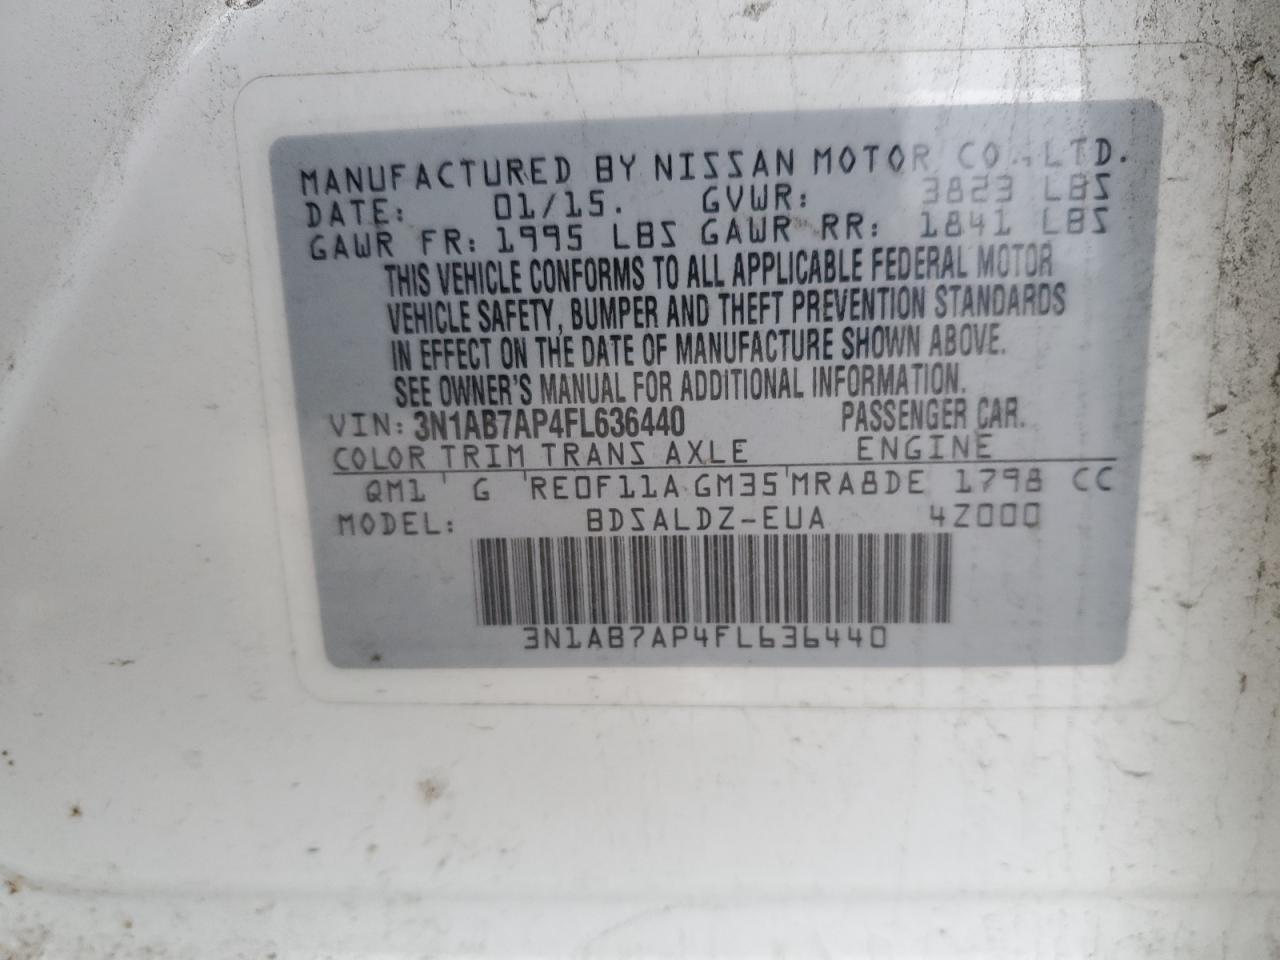 MANUFACTURED BY NISSAN MOTOR CO.,LTD.
DATE: 01/15. GVWR: 3823 LBS
GAWR FR: 1995 LBS GAWR RR: 1841 LBS
THIS VEHICLE CONFORMS TO ALL APPLICABLE FEDERAL MOTOR
VEHICLE SAFETY, BUMPER AND THEFT PREVENTION STANDARDS
IN EFFECT ON THE DATE OF MANUFACTURE SHOWN ABOVE.
SEE OWNER'S MANUAL FOR ADDITIONAL INFORMATION.
VIN: 3N1AB7AP4FL636440 PASSENGER CAR.
COLOR TRIM TRANS AXLE ENGINE
QM1 G RE0F11A GM35 MRA8DE 1798 CC
MODEL: BDSALDZ-EUA 4Z000
3N1AB7AP4FL636440